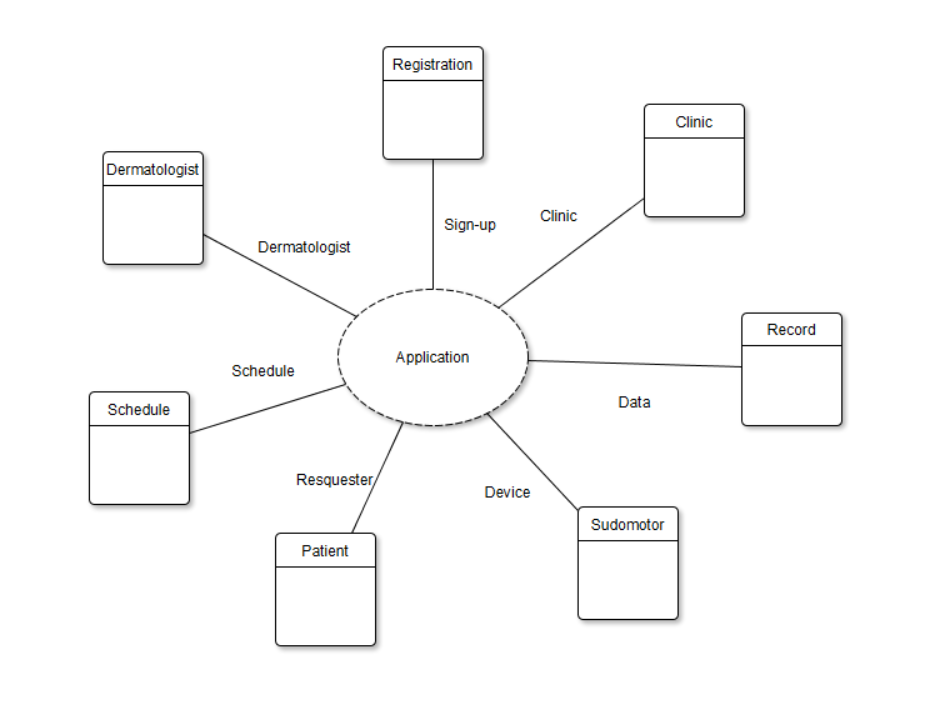 Registration
Clinic
Dermatologist
Clinic
Sign-up
Dermatologist
Record
Application
Schedule
Data
Schedule
Resquester
Device
Sudomotor
Patient